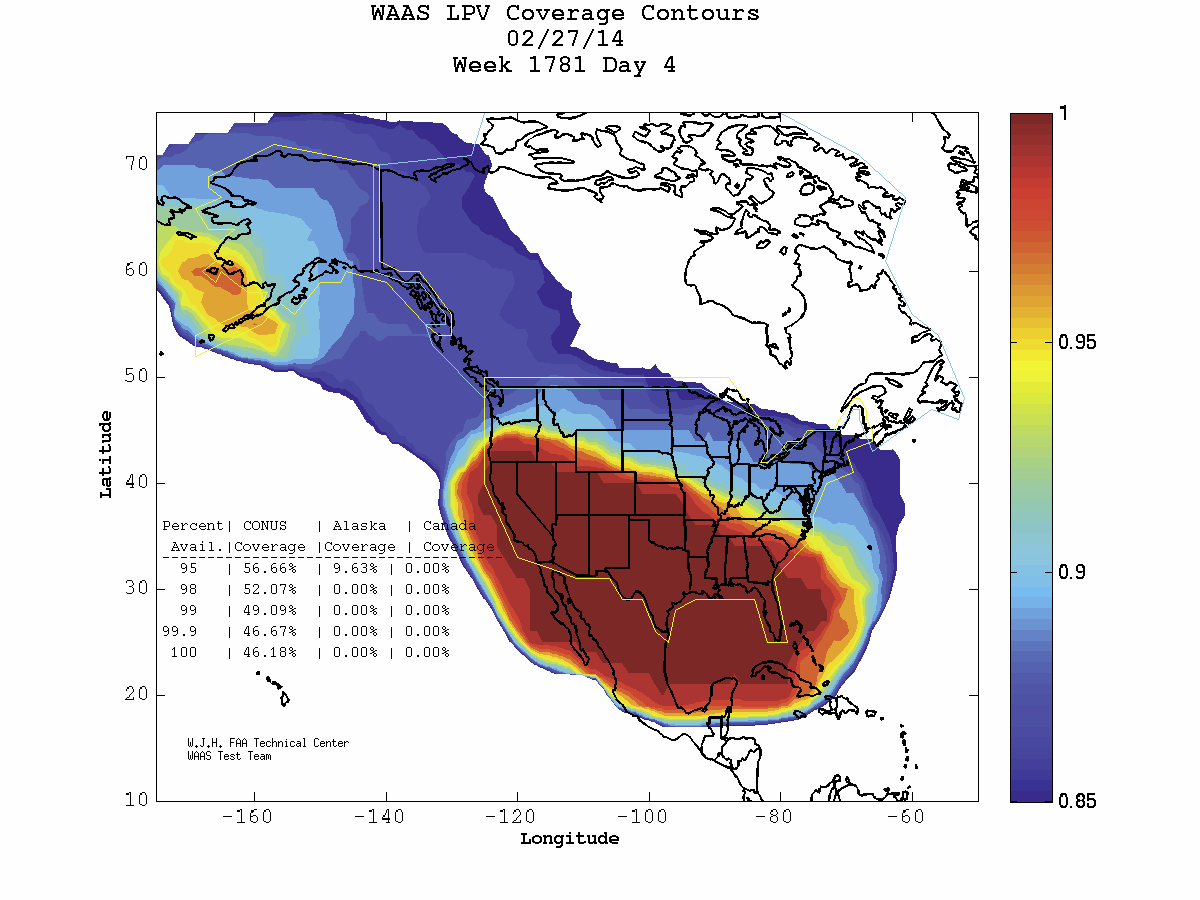 WAAS LPV Coverage Contours
02/27/14
Week 1781 Day 4
1
70
60
0.95
50
Latitude
40
Percent| CONUS | Alaska | Canada
Avail.|Coverage |Coverage | Coverage
95 | 56.66% | 9.63% | 0.00%
0.9
30
98 | 52.07% | 0.00% | 0.00%
99 | 49.09% | 0.00% | 0.00%
99.9 | 46.67% | 0.00% | 0.00%
100 | 46.18% | 0.00% | 0.00%
20
W.J.H. FAA Technical Center
WAAS Test Team
10
0.85
-160 -140 -120 -100 -80 -60
Longitude